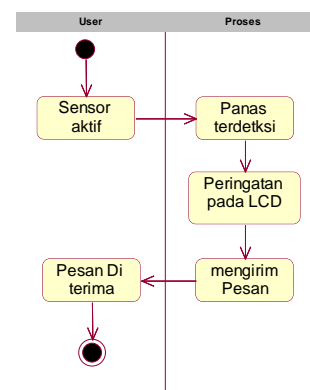 User
Proses
Sensor
aktif
Panas
terdetksi
Peringatan
pada LCD
mengirim
Pesan
Pesan Di
terima